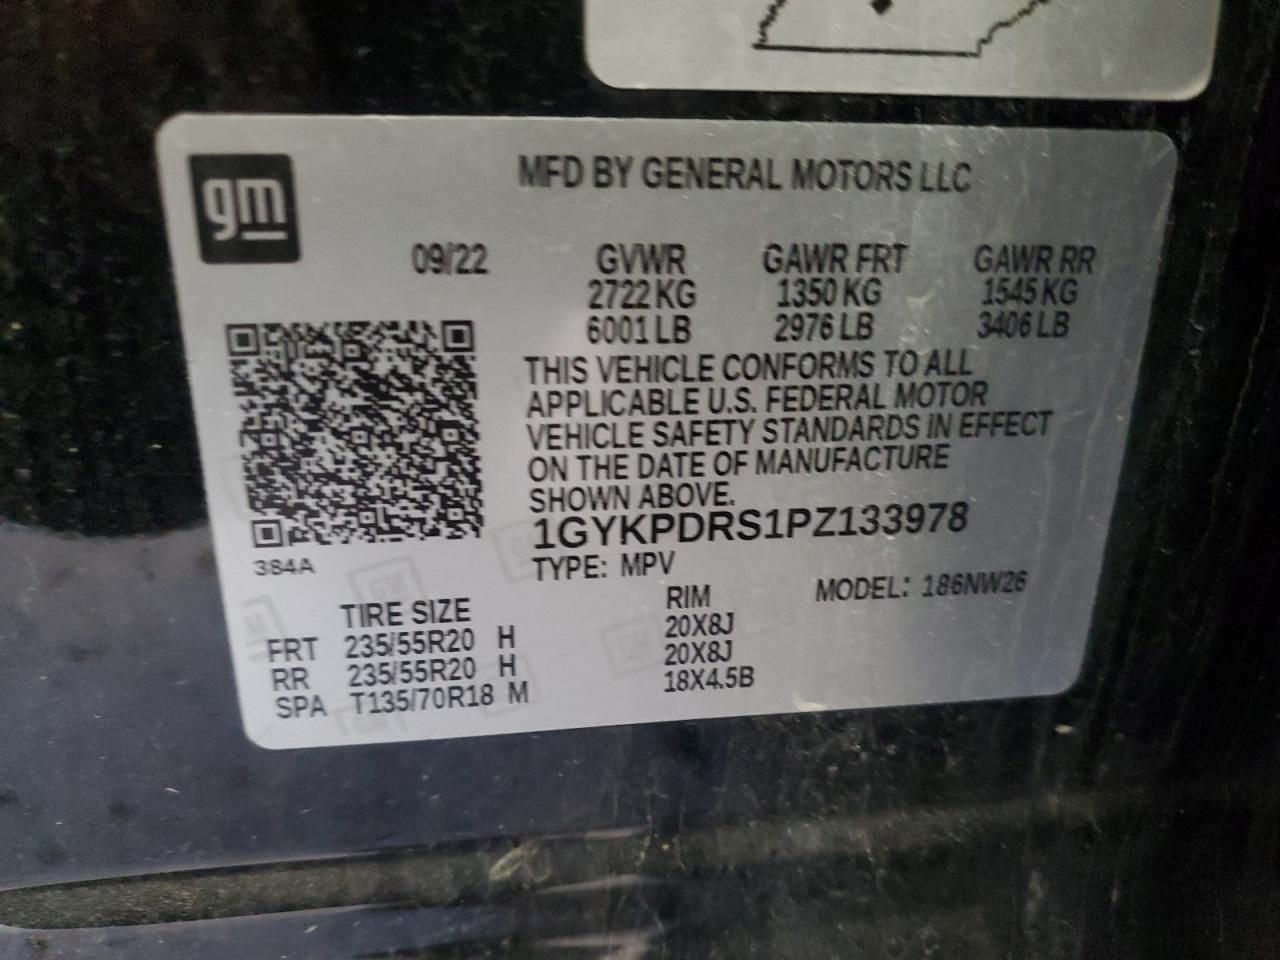 gm
MFD BY GENERAL MOTORS LLC
09/22 GVWR GAWR FRT GAWR RR
2722 KG 1350 KG 1545 KG
6001 LB 2976 LB 3406 LB
THIS VEHICLE CONFORMS TO ALL
APPLICABLE U.S. FEDERAL MOTOR
VEHICLE SAFETY STANDARDS IN EFFECT
ON THE DATE OF MANUFACTURE
SHOWN ABOVE.
1GYKPDRS1PZ133978
384A
TYPE: MPV
MODEL: 186NW26
TIRE SIZE RIM
FRT 235/55R20 H 20X8J
RR 235/55R20 H 20X8J
SPA T135/70R18 M 18X4.5B